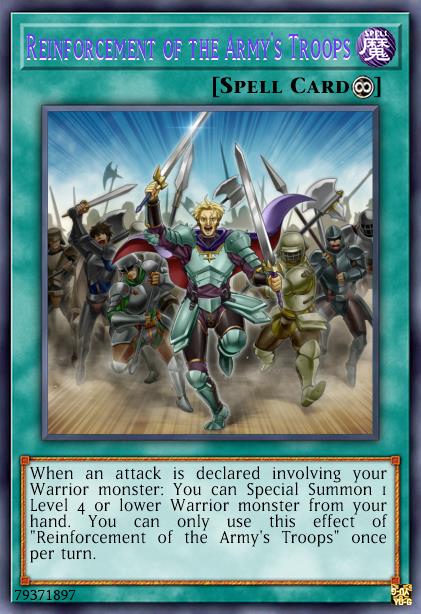 Reinforcement of the Army's Troops
SPELL
魔
[Spell Card]
When an attack is declared involving your
Warrior monster: You can Special Summon 1
Level 4 or lower Warrior monster from your
hand. You can only use this effect of
"Reinforcement of the Army's Troops" once
per turn.
79371897